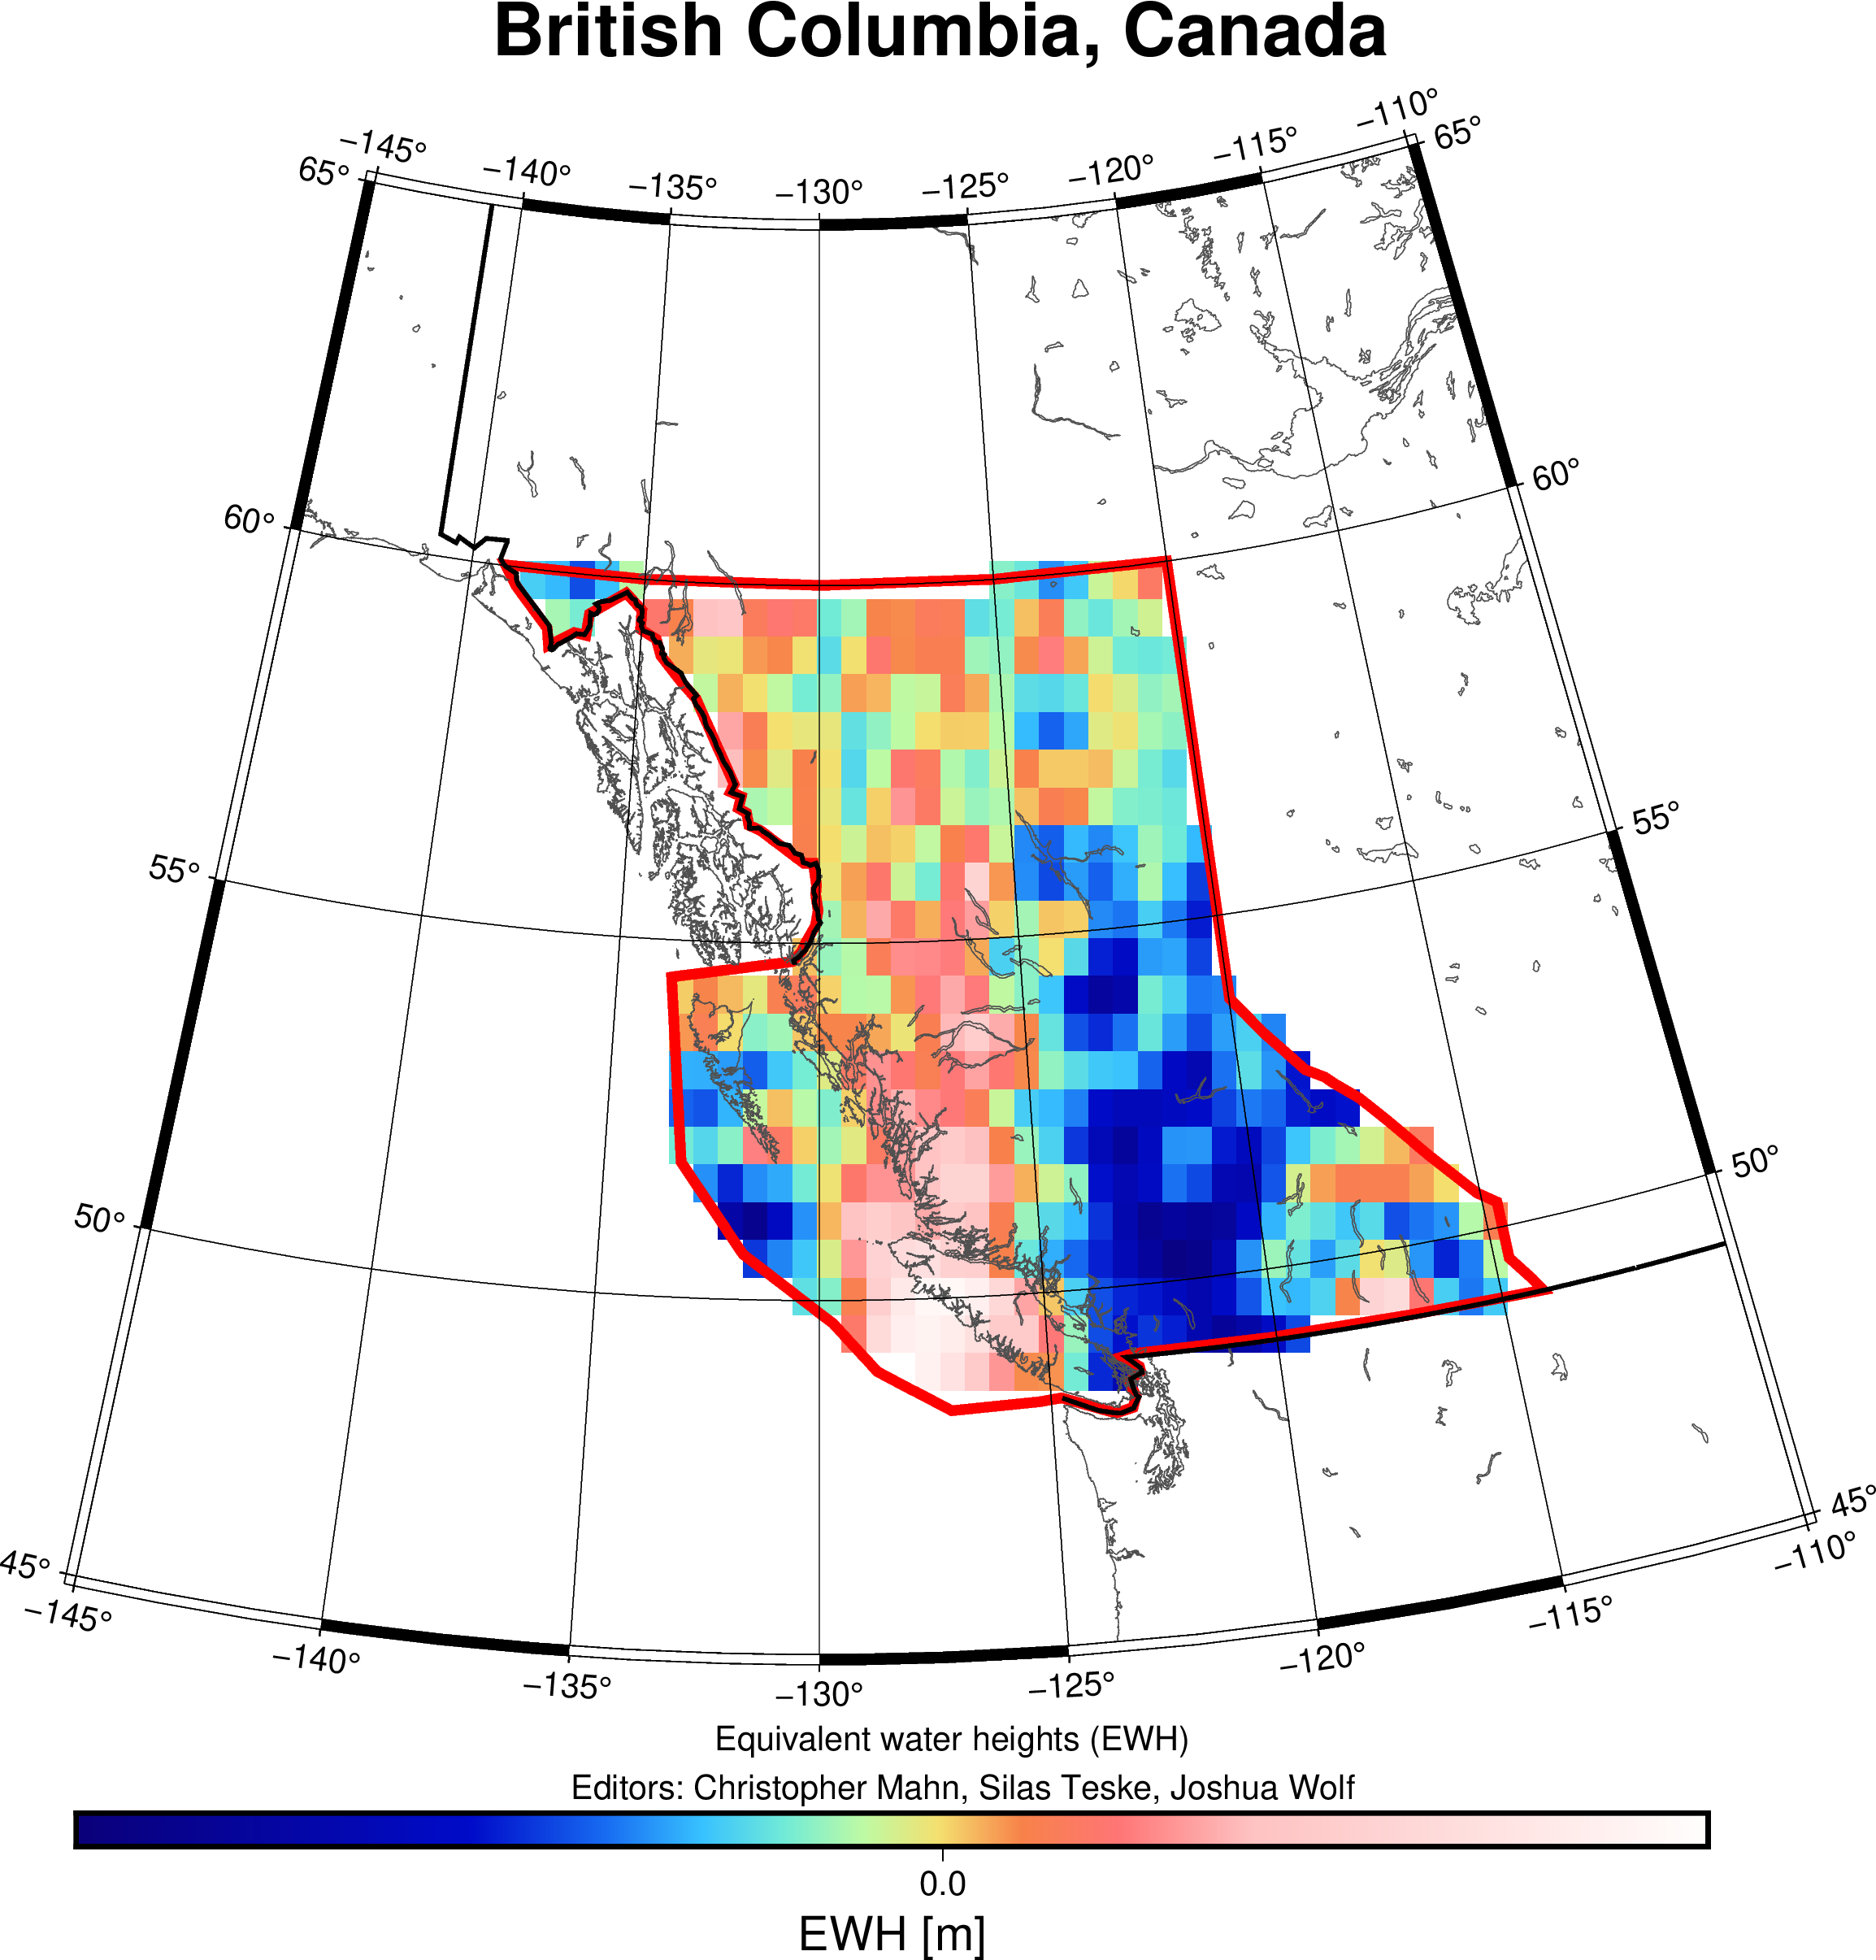 British Columbia, Canada
−145° −140° −135° −130° −125° −120° −115° −110°
65° 65°
60° 60°
55° 55°
50° 50°
45° 45°
−145° −140° −135° −130° −125° −120° −115° −110°
Equivalent water heights (EWH)
Editors: Christopher Mahn, Silas Teske, Joshua Wolf
0.0
EWH [m]